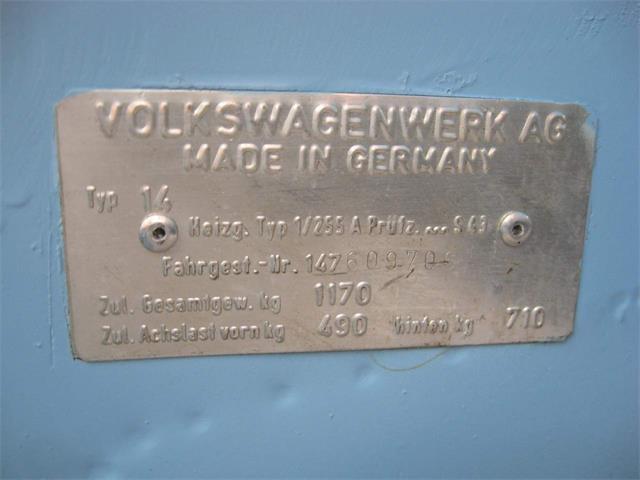 VOLKSWAGENWERK AG
MADE IN GERMANY
Typ 14
Heizg. Typ 1/255 A Prüfz. ... S 43
Fahrgest.-Nr.
Zul. Gesamtgew. kg 1170
Zul. Achslast vorn kg 490 hinten kg 710